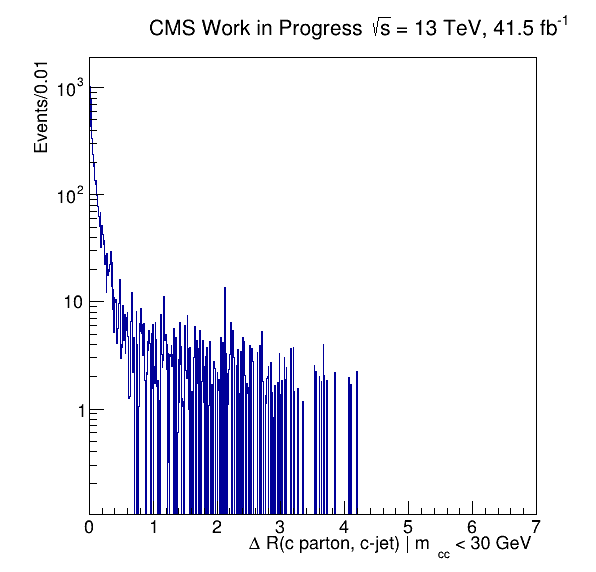 CMS Work in Progress √s = 13 TeV, 41.5 fb⁻¹
Events/0.01
10³
10²
10
1
0 1 2 3 4 5 6 7
Δ R(c parton, c-jet) | m_cc < 30 GeV